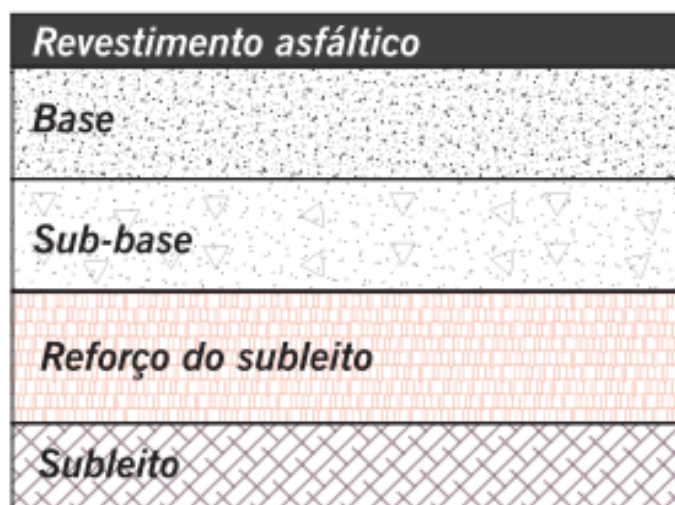 Revestimento asfáltico
Base
Sub-base
Reforço do subleito
Subleito